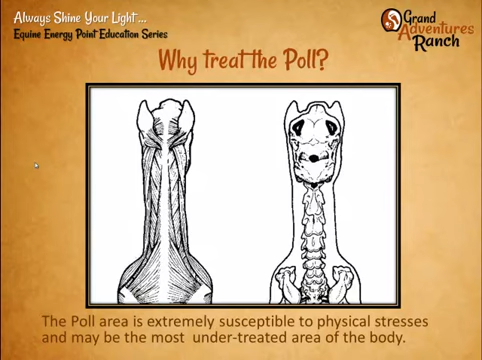 Always Shine Your Light...
Equine Energy Point Education Series
Grand
Adventures
Ranch
Why treat the Poll?
The Poll area is extremely susceptible to physical stresses
and may be the most under-treated area of the body.